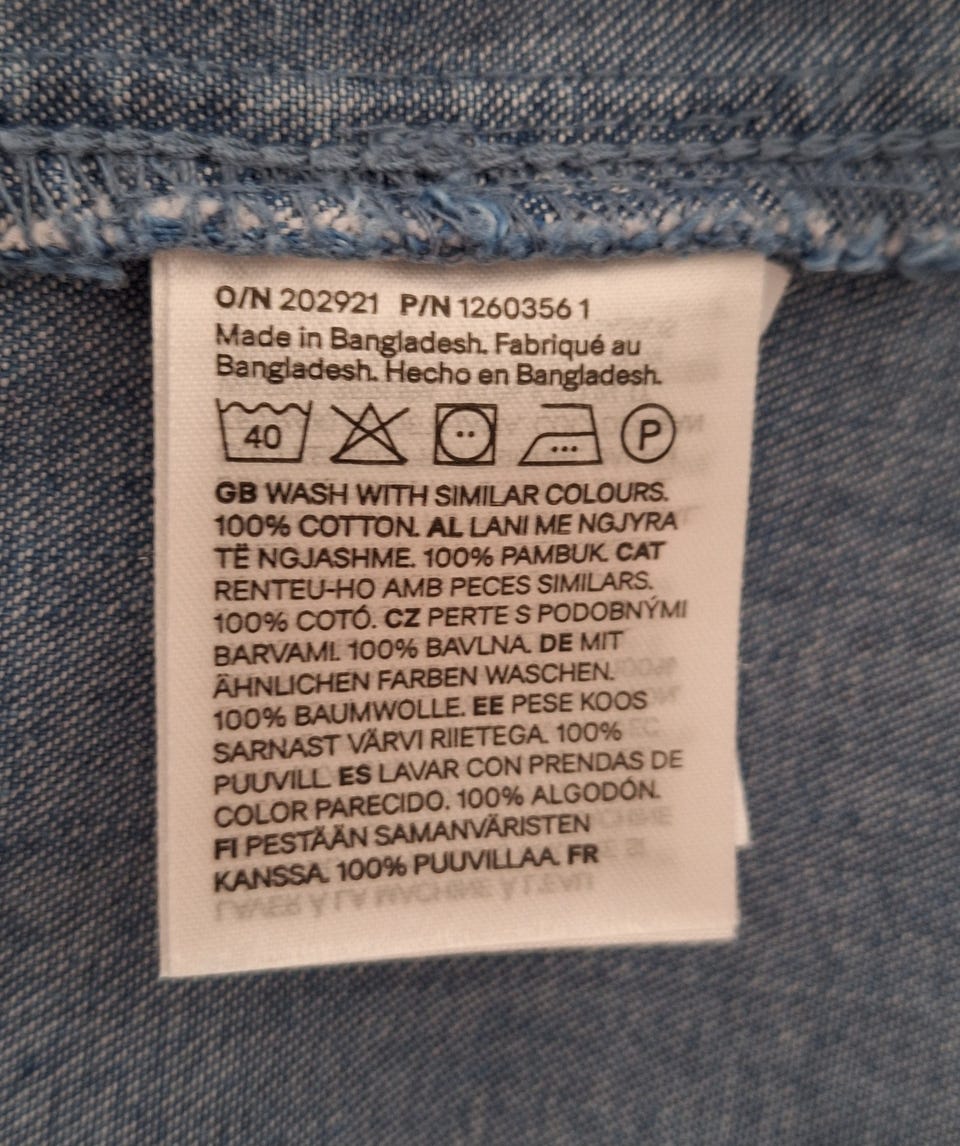 O/N 202921 P/N 12603561
Made in Bangladesh. Fabriqué au
Bangladesh. Hecho en Bangladesh.
40 P
GB WASH WITH SIMILAR COLOURS.
100% COTTON. AL LANI ME NGJYRA
TË NGJASHME. 100% PAMBUK. CAT
RENTEU-HO AMB PECES SIMILARS.
100% COTÓ. CZ PERTE S PODOBNÝMI
BARVAMI. 100% BAVLNA. DE MIT
ÄHNLICHEN FARBEN WASCHEN.
100% BAUMWOLLE. EE PESE KOOS
SARNAST VÄRVI RIIETEGA. 100%
PUUVILL. ES LAVAR CON PRENDAS DE
COLOR PARECIDO. 100% ALGODÓN.
FI PESTÄÄN SAMANVÄRISTEN
KANSSA. 100% PUUVILLAA. FR